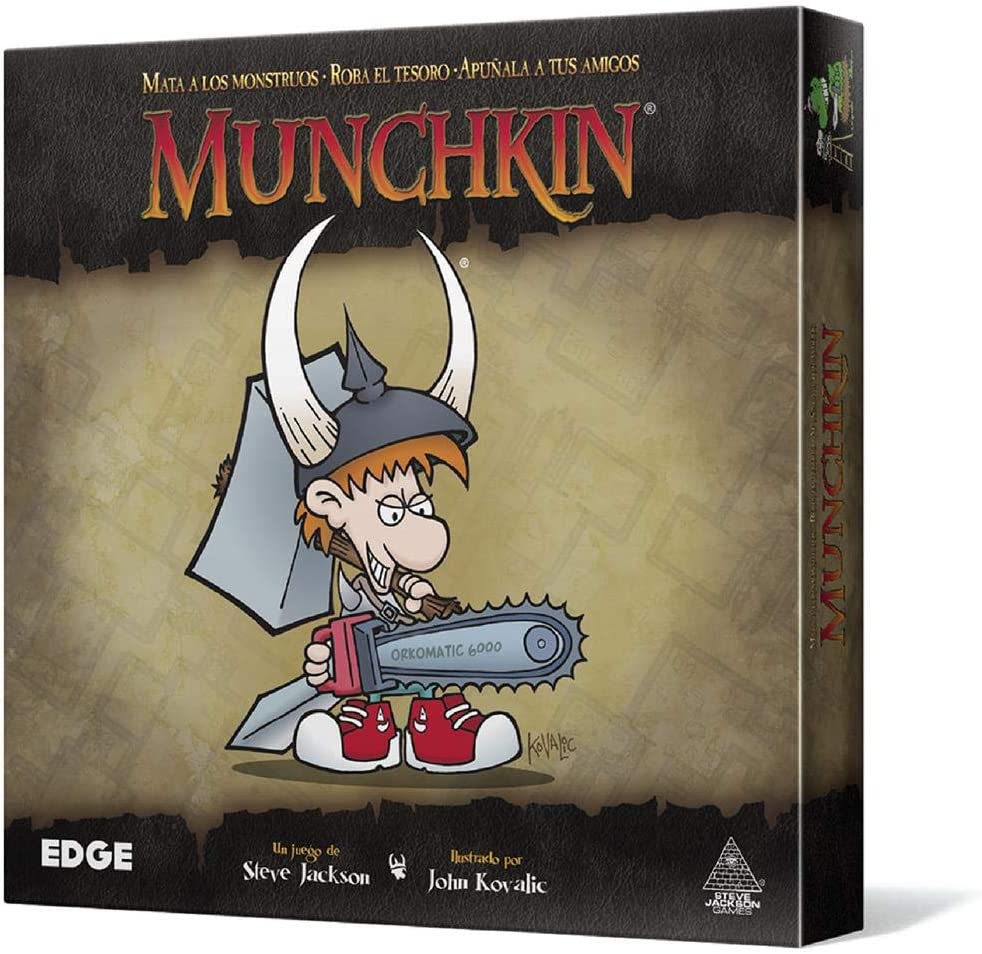 MATA A LOS MONSTRUOS · ROBA EL TESORO · APUÑALA A TUS AMIGOS
MUNCHKIN®
®
ORKOMATIC 6000
KOVALIC
EDGE
Un juego de
Steve Jackson
Ilustrado por
John Kovalic
STEVE
JACKSON
GAMES
®
MUNCHKIN